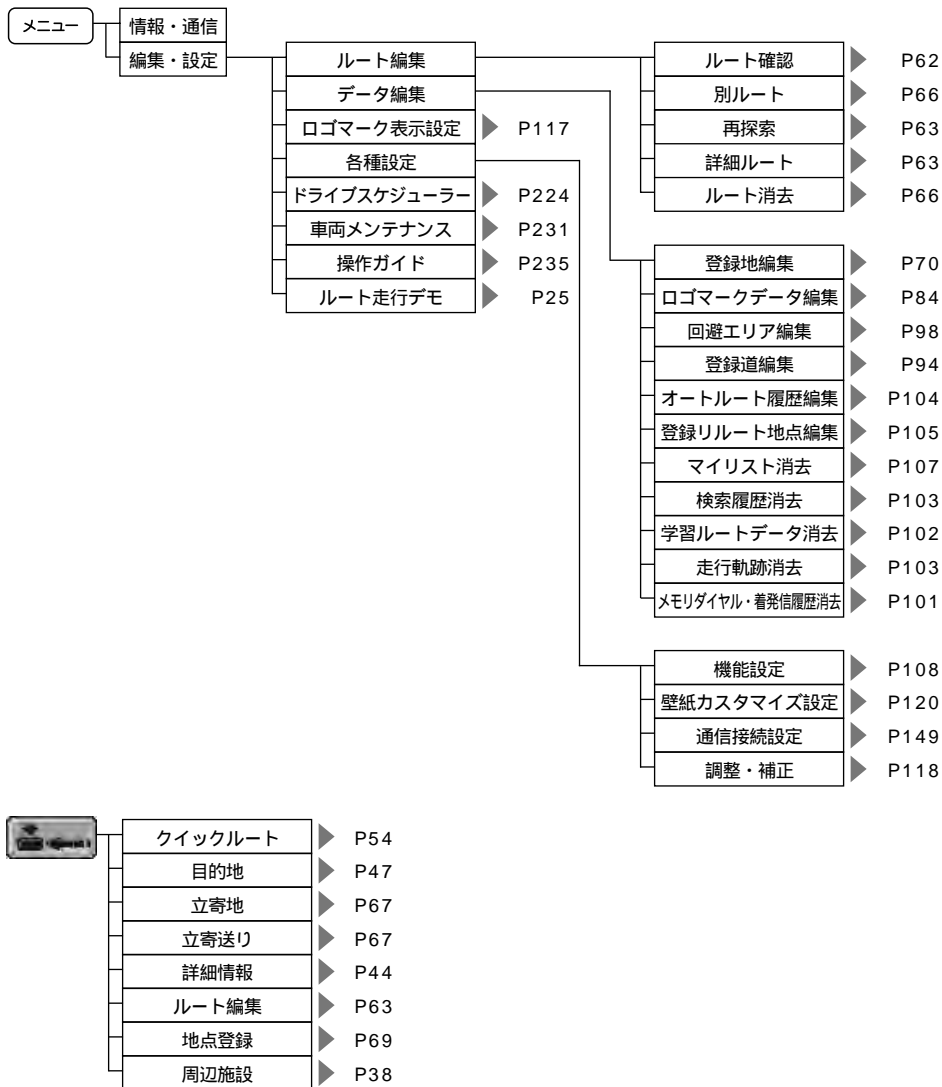 メニュー
情報・通信
編集・設定
ルート編集
データ編集
ロゴマーク表示設定 P117
各種設定
ドライブスケジューラー P224
車両メンテナンス P231
操作ガイド P235
ルート走行デモ P25
ルート確認 P62
別ルート P66
再探索 P63
詳細ルート P63
ルート消去 P66
登録地編集 P70
ロゴマークデータ編集 P84
回避エリア編集 P98
登録道編集 P94
オートルート履歴編集 P104
登録リルート地点編集 P105
マイリスト消去 P107
検索履歴消去 P103
学習ルートデータ消去 P102
走行軌跡消去 P103
メモリダイヤル・着発信履歴消去 P101
機能設定 P108
壁紙カスタマイズ設定 P120
通信接続設定 P149
調整・補正 P118
クイックルート P54
目的地 P47
立寄地 P67
立寄送り P67
詳細情報 P44
ルート編集 P63
地点登録 P69
周辺施設 P38